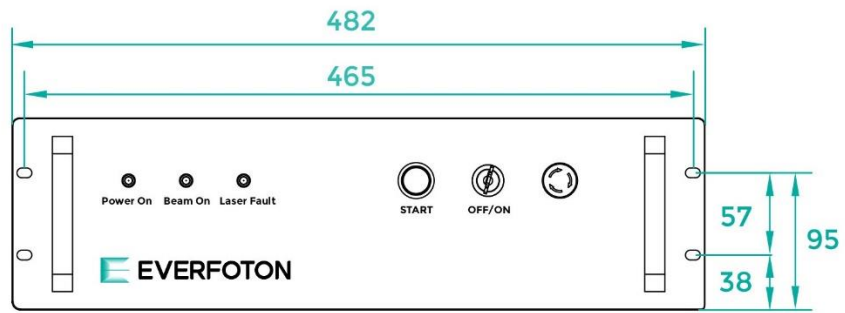 482
465
Power On Beam On Laser Fault
START OFF/ON
57
95
38
EVERFOTON